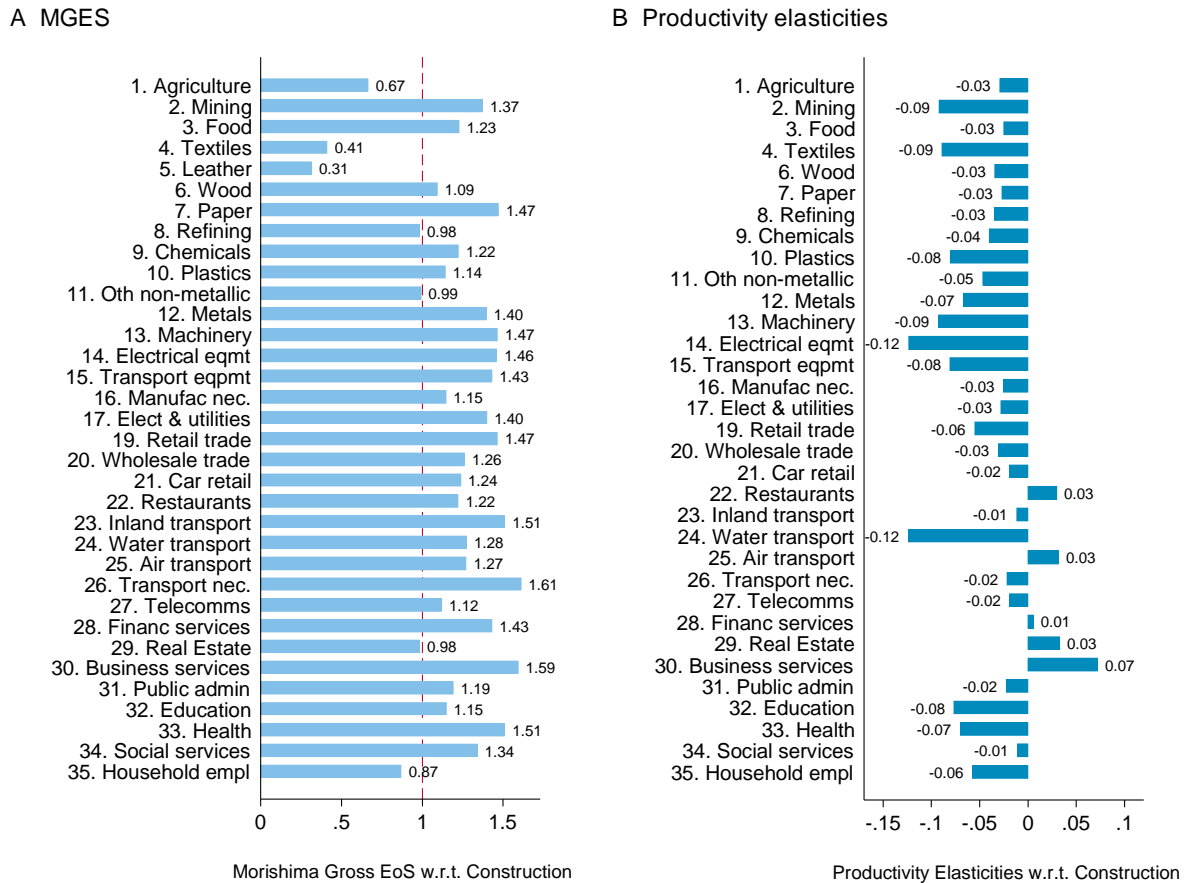 A MGES
1. Agriculture 0.67
2. Mining 1.37
3. Food 1.23
4. Textiles 0.41
5. Leather 0.31
6. Wood 1.09
7. Paper 1.47
8. Refining 0.98
9. Chemicals 1.22
10. Plastics 1.14
11. Oth non-metallic 0.99
12. Metals 1.40
13. Machinery 1.47
14. Electrical eqmt 1.46
15. Transport eqpmt 1.43
16. Manufac nec. 1.15
17. Elect & utilities 1.40
19. Retail trade 1.47
20. Wholesale trade 1.26
21. Car retail 1.24
22. Restaurants 1.22
23. Inland transport 1.51
24. Water transport 1.28
25. Air transport 1.27
26. Transport nec. 1.61
27. Telecomms 1.12
28. Financ services 1.43
29. Real Estate 0.98
30. Business services 1.59
31. Public admin 1.19
32. Education 1.15
33. Health 1.51
34. Social services 1.34
35. Household empl 0.87
0 .5 1 1.5
Morishima Gross EoS w.r.t. Construction
B Productivity elasticities
1. Agriculture -0.03
2. Mining -0.09
3. Food -0.03
4. Textiles -0.09
6. Wood -0.03
7. Paper -0.03
8. Refining -0.03
9. Chemicals -0.04
10. Plastics -0.08
11. Oth non-metallic -0.05
12. Metals -0.07
13. Machinery -0.09
14. Electrical eqmt -0.12
15. Transport eqpmt -0.08
16. Manufac nec. -0.03
17. Elect & utilities -0.03
19. Retail trade -0.06
20. Wholesale trade -0.03
21. Car retail -0.02
22. Restaurants 0.03
23. Inland transport -0.01
24. Water transport -0.12
25. Air transport 0.03
26. Transport nec. -0.02
27. Telecomms -0.02
28. Financ services 0.01
29. Real Estate 0.03
30. Business services 0.07
31. Public admin -0.02
32. Education -0.08
33. Health -0.07
34. Social services -0.01
35. Household empl -0.06
-.15 -.1 -.05 0 .05 .1
Productivity Elasticities w.r.t. Construction